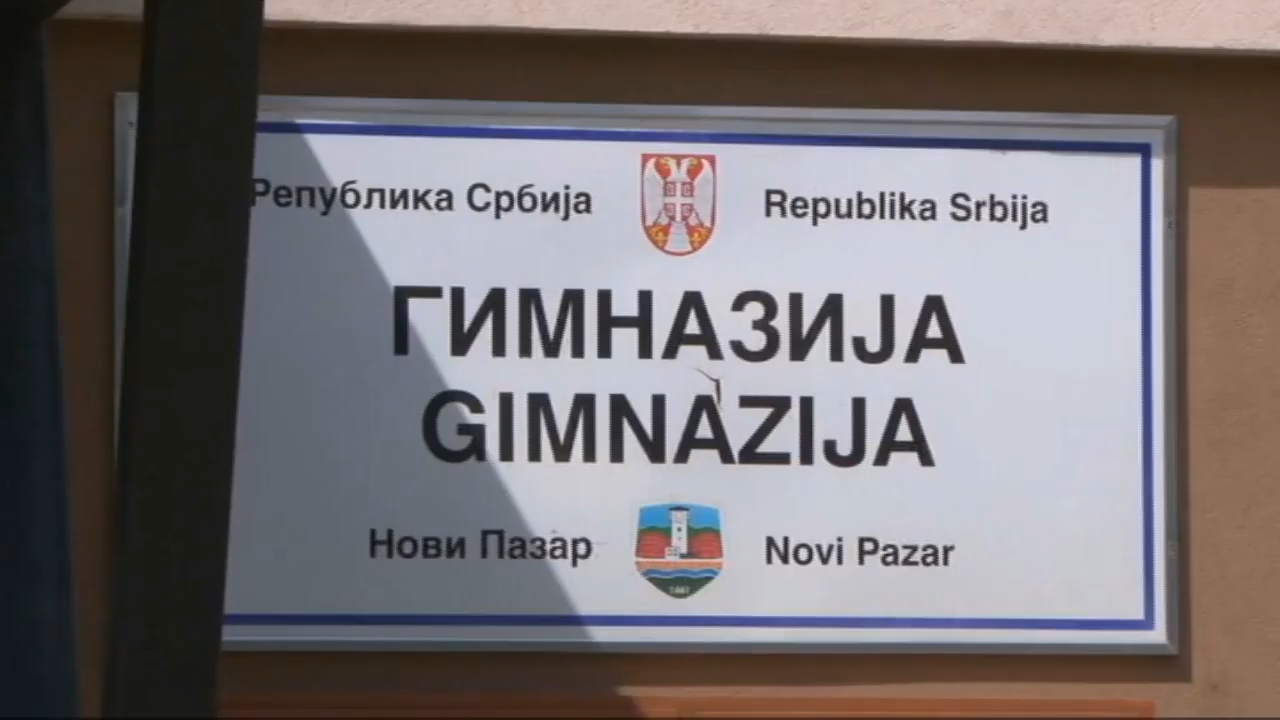 Република Србија Republika Srbija
ГИМНАЗИЈА
GIMNAZIJA
Нови Пазар Novi Pazar